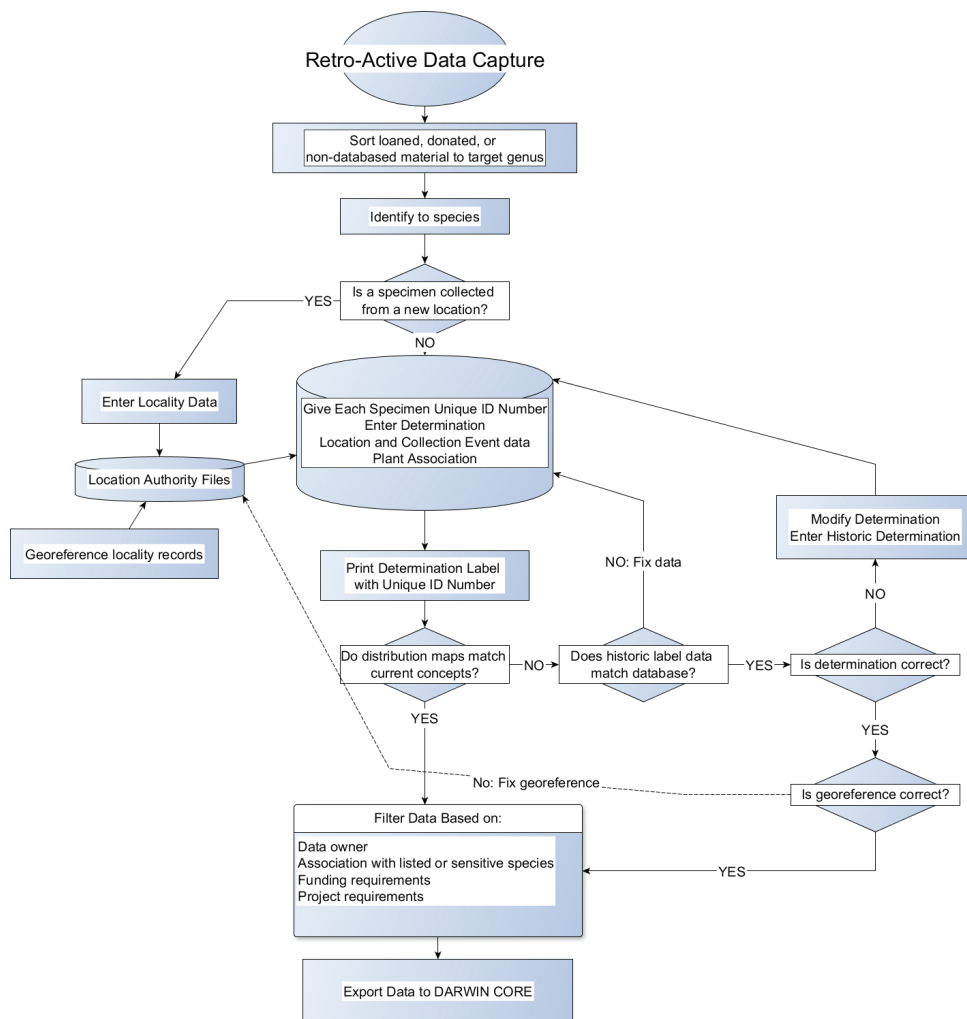 Retro-Active Data Capture
Sort loaned, donated, or
non-databased material to target genus
Identify to species
Is a specimen collected
from a new location?
YES
NO
Enter Locality Data
Give Each Specimen Unique ID Number
Enter Determination
Location and Collection Event data
Plant Association
Location Authority Files
Georeference locality records
Modify Determination
Enter Historic Determination
Print Determination Label
with Unique ID Number
NO: Fix data
NO
Do distribution maps match
current concepts?
NO
Does historic label data
match database?
YES
Is determination correct?
YES
YES
No: Fix georeference
Is georeference correct?
Filter Data Based on:
Data owner
Association with listed or sensitive species
Funding requirements
Project requirements
YES
Export Data to DARWIN CORE